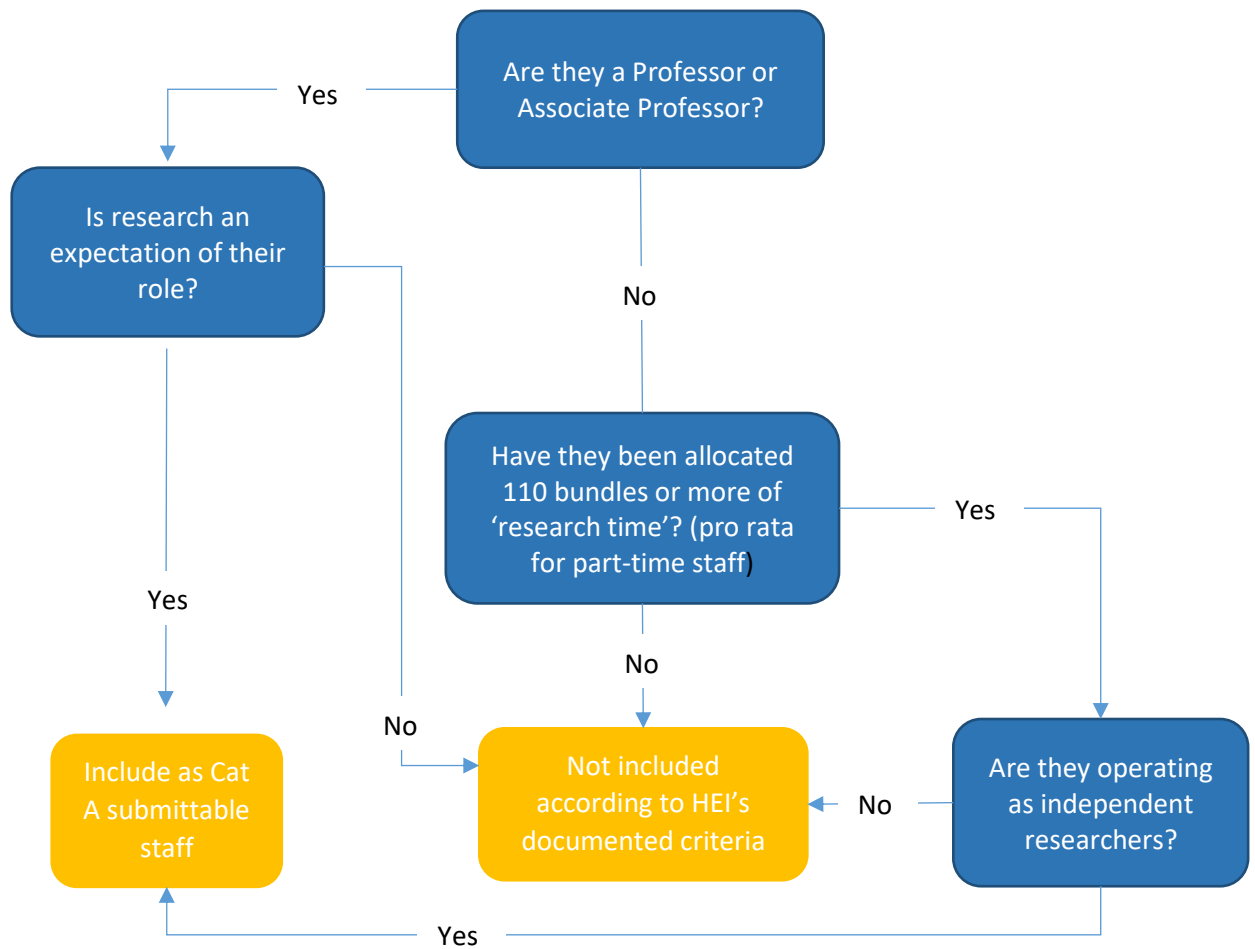 Are they a Professor or
Associate Professor?
Yes
Is research an
expectation of their
role?
No
Have they been allocated
110 bundles or more of
‘research time’? (pro rata
for part-time staff)
Yes
Yes
No
No
Include as Cat
A submittable
staff
Not included
according to HEI’s
documented criteria
No
Are they operating
as independent
researchers?
Yes